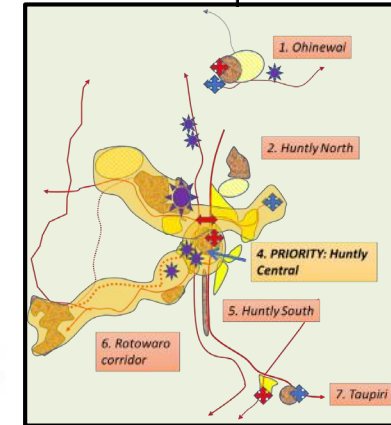 1. Ohinewai
2. Huntly North
4. PRIORITY: Huntly
Central
5. Huntly South
6. Rotowaro
corridor
7. Taupiri